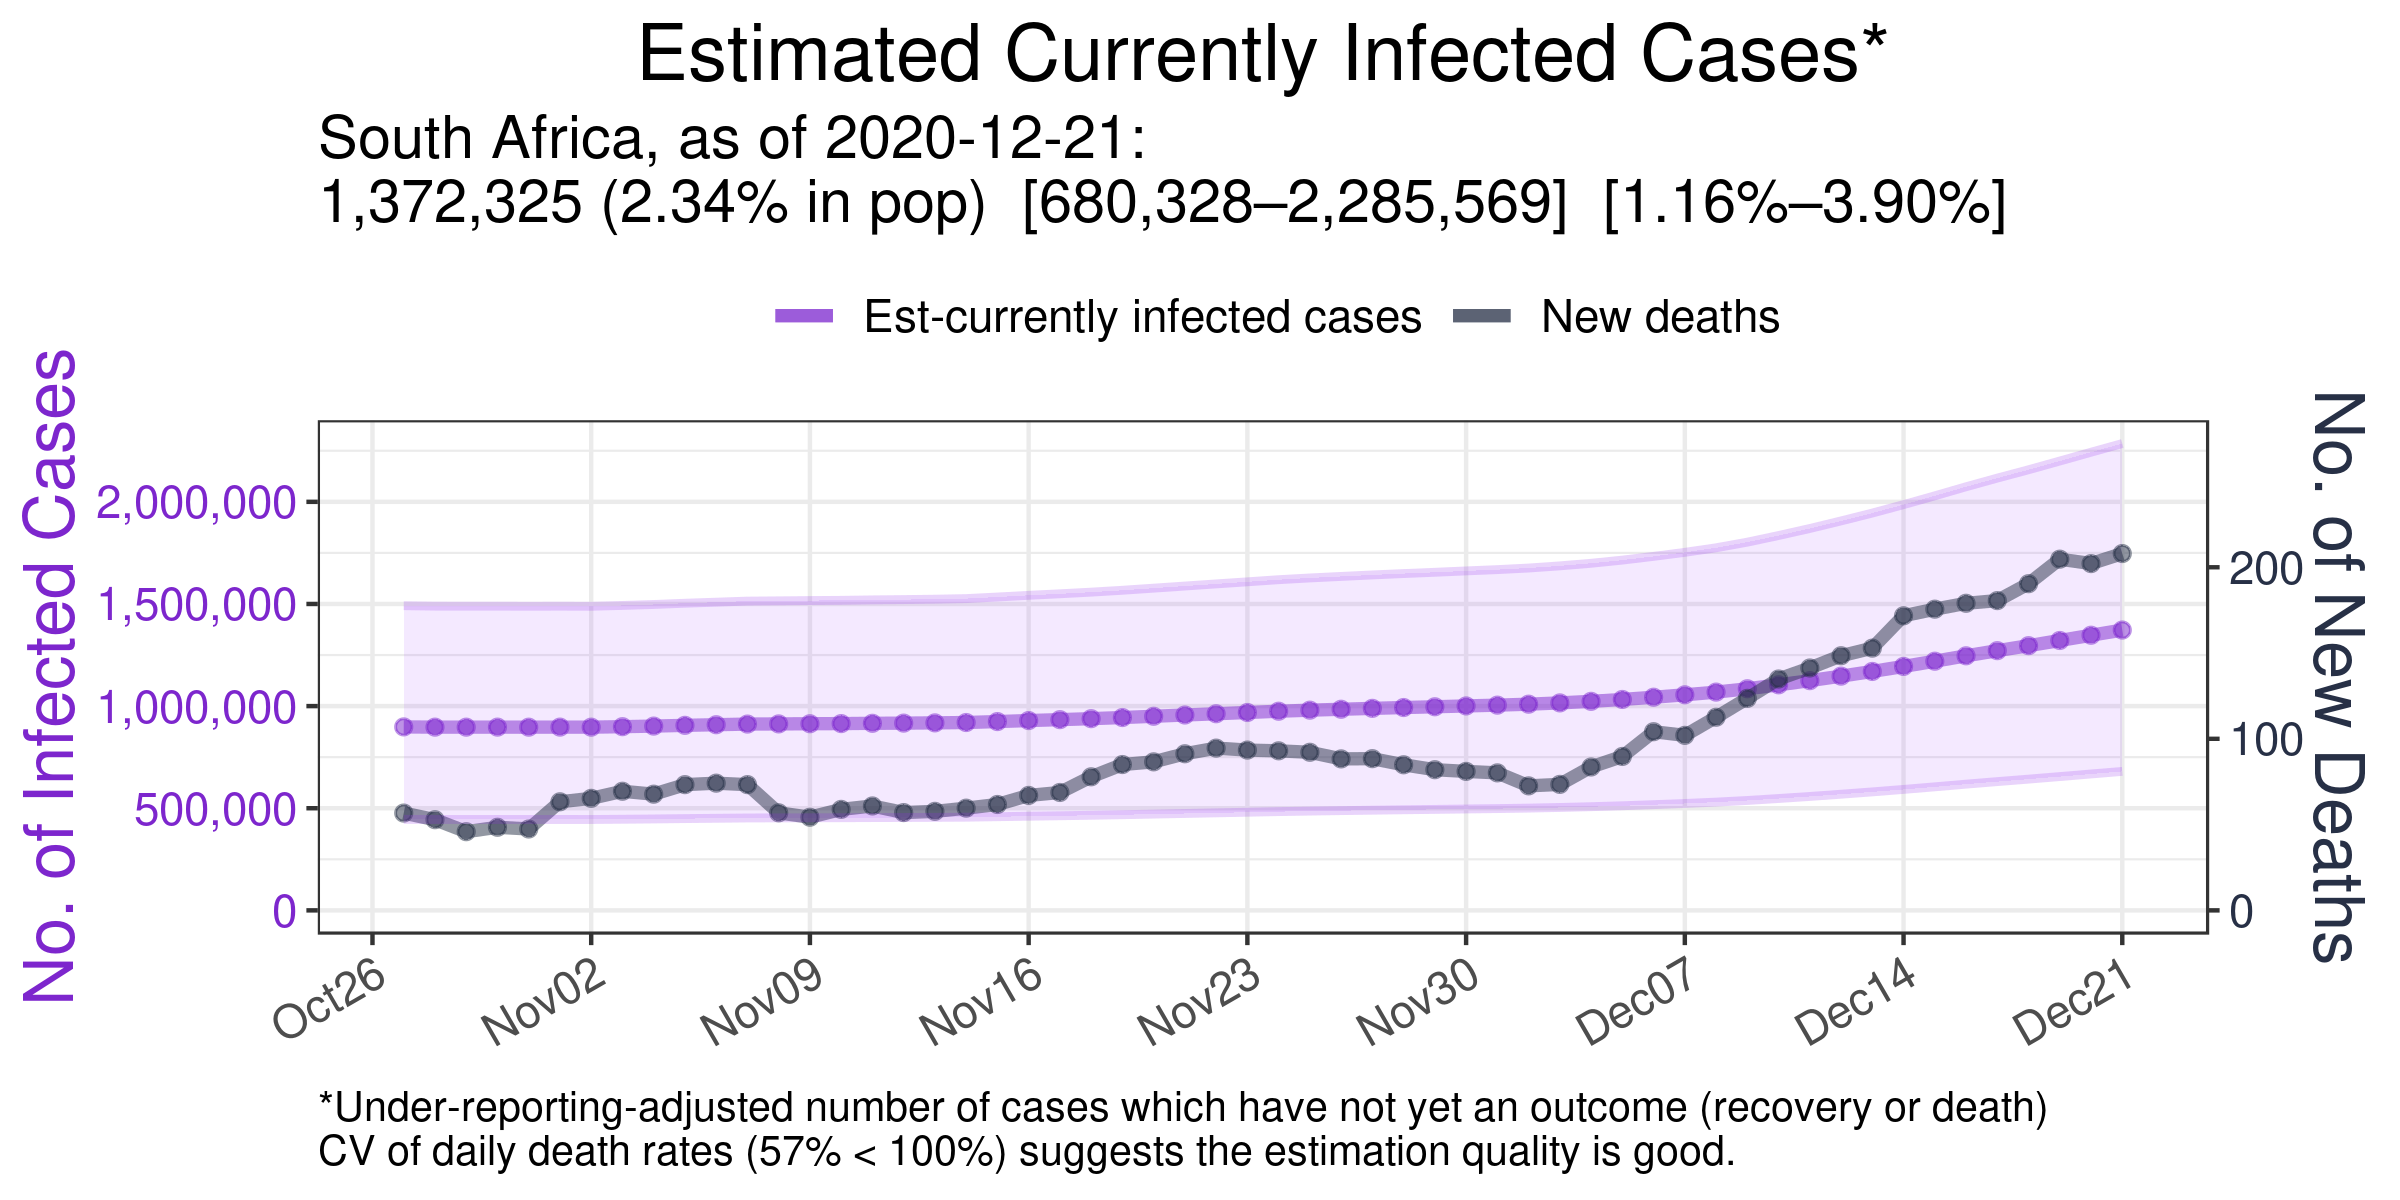 Estimated Currently Infected Cases*
South Africa, as of 2020-12-21:
1,372,325 (2.34% in pop)  [680,328–2,285,569]  [1.16%–3.90%]
Est-currently infected cases
New deaths
No. of Infected Cases
2,000,000
1,500,000
1,000,000
500,000
0
No. of New Deaths
200
100
0
Oct26
Nov02
Nov09
Nov16
Nov23
Nov30
Dec07
Dec14
Dec21
*Under-reporting-adjusted number of cases which have not yet an outcome (recovery or death)
CV of daily death rates (57% < 100%) suggests the estimation quality is good.